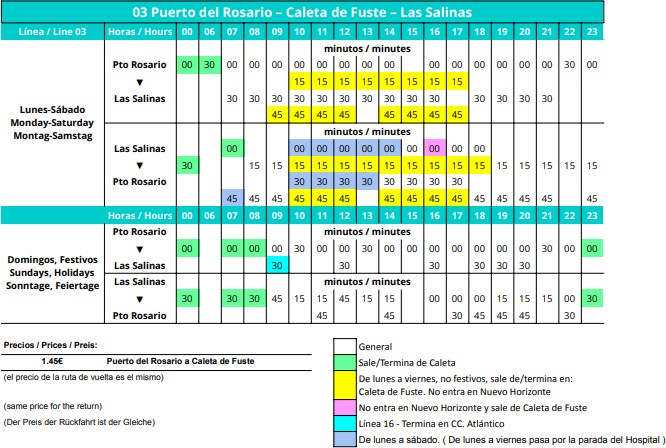 03 Puerto del Rosario – Caleta de Fuste – Las Salinas
Línea / Line 03 Horas / Hours 00 06 07 08 09 10 11 12 13 14 15 16 17 18 19 20 21 22 23
minutos / minutes
Pto Rosario 00 30 00 00 00 00 00 00 00 00 00 00 00 00 00 00 00 30 00
▼ 15 15 15 15 15 15 15 15
Las Salinas 30 30 30 30 30 30 30 30 30 30 30 30 30 30 30
45 45 45 45 45 45 45 45
Lunes-Sábado
Monday-Saturday
Montag-Samstag
minutos / minutes
Las Salinas 00 00 00 00 00 00 00 00 00
▼ 30 15 15 15 15 15 15 15 15 15 15 15 15 15 15 15 15
Pto Rosario 30 30 30 30 30 30 30 30
45 45 45 45 45 45 45 45 45 45 45 45 45 45 45 45
Horas / Hours 00 06 07 08 09 10 11 12 13 14 15 16 17 18 19 20 21 22 23
Domingos, Festivos
Sundays, Holidays
Sonntage, Feiertage
Pto Rosario minutos / minutes
▼ 00 00 00 00 30 00 00 30 00 00 00 00 00 00 00 30 00 00
Las Salinas 30 30 30 30 30 30
Las Salinas minutos / minutes
▼ 30 30 30 45 15 15 45 15 15 00 00 00 15 15 15 00 30
Pto Rosario 45 45 30 45 45 30
Precios / Prices / Preis:
1.45€ Puerto del Rosario a Caleta de Fuste
(el precio de la ruta de vuelta es el mismo)
(same price for the return)
(Der Preis der Rückfahrt ist der Gleiche)
General
Sale/Termina de Caleta
De lunes a viernes, no festivos, sale de/termina en:
Caleta de Fuste. No entra en Nuevo Horizonte
No entra en Nuevo Horizonte y sale de Caleta de Fuste
Línea 16 - Termina en CC. Atlántico
De lunes a sábado. ( De lunes a viernes pasa por la parada del Hospital )